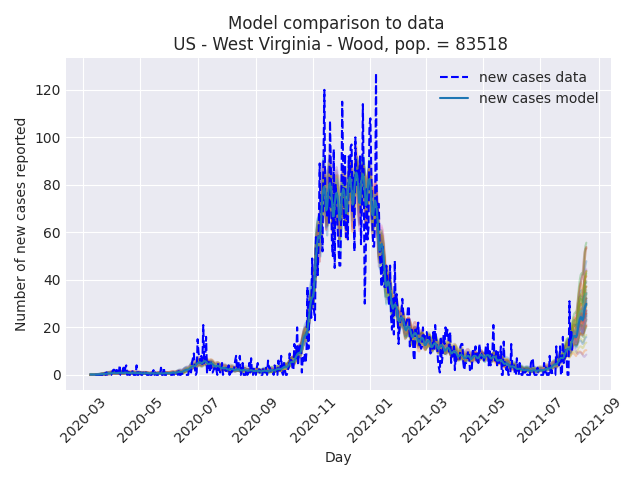 Model comparison to data
US - West Virginia - Wood, pop. = 83518
new cases data
new cases model
Number of new cases reported
120
100
80
60
40
20
0
2020-03
2020-05
2020-07
2020-09
2020-11
2021-01
2021-03
2021-05
2021-07
2021-09
Day